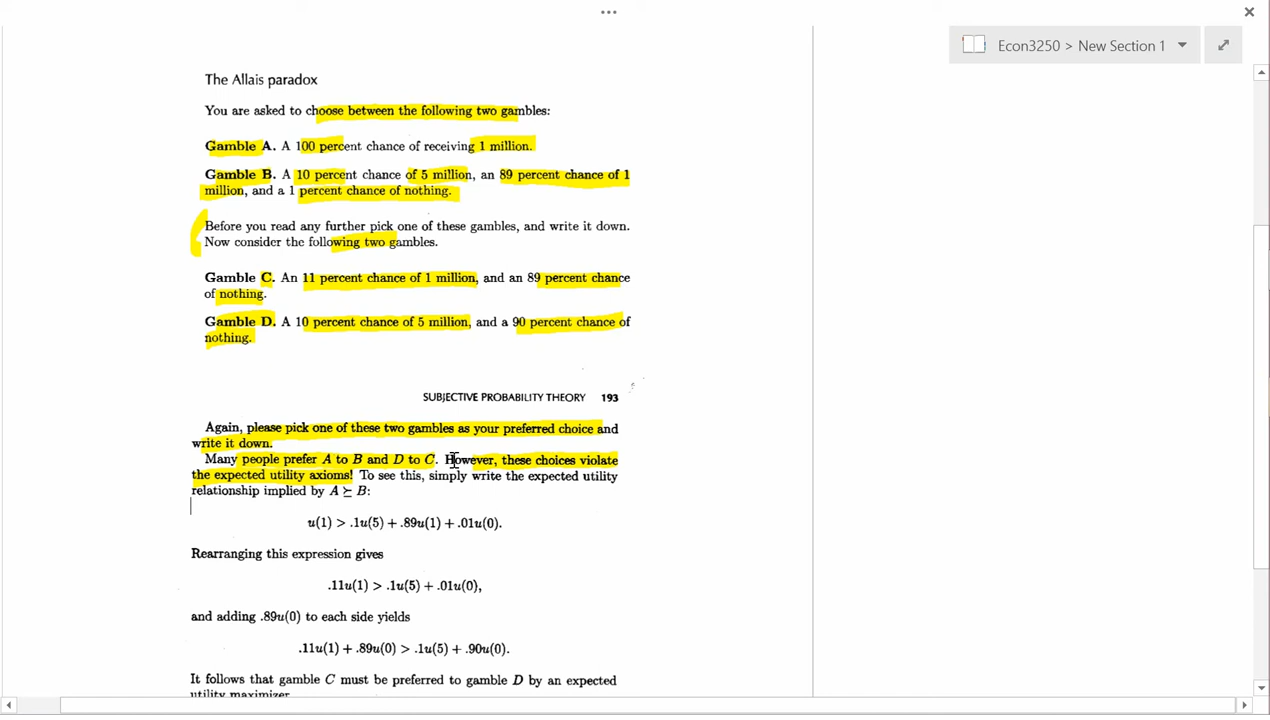 Econ3250 > New Section 1
The Allais paradox
You are asked to choose between the following two gambles:
Gamble A. A 100 percent chance of receiving 1 million.
Gamble B. A 10 percent chance of 5 million, an 89 percent chance of 1
million, and a 1 percent chance of nothing.
Before you read any further pick one of these gambles, and write it down.
Now consider the following two gambles.
Gamble C. An 11 percent chance of 1 million, and an 89 percent chance
of nothing.
Gamble D. A 10 percent chance of 5 million, and a 90 percent chance of
nothing.
SUBJECTIVE PROBABILITY THEORY 193
Again, please pick one of these two gambles as your preferred choice and
write it down.
Many people prefer A to B and D to C. However, these choices violate
the expected utility axioms! To see this, simply write the expected utility
relationship implied by A ⪰ B:
u(1) > .1u(5) + .89u(1) + .01u(0).
Rearranging this expression gives
.11u(1) > .1u(5) + .01u(0),
and adding .89u(0) to each side yields
.11u(1) + .89u(0) > .1u(5) + .90u(0).
It follows that gamble C must be preferred to gamble D by an expected
utility maximizer